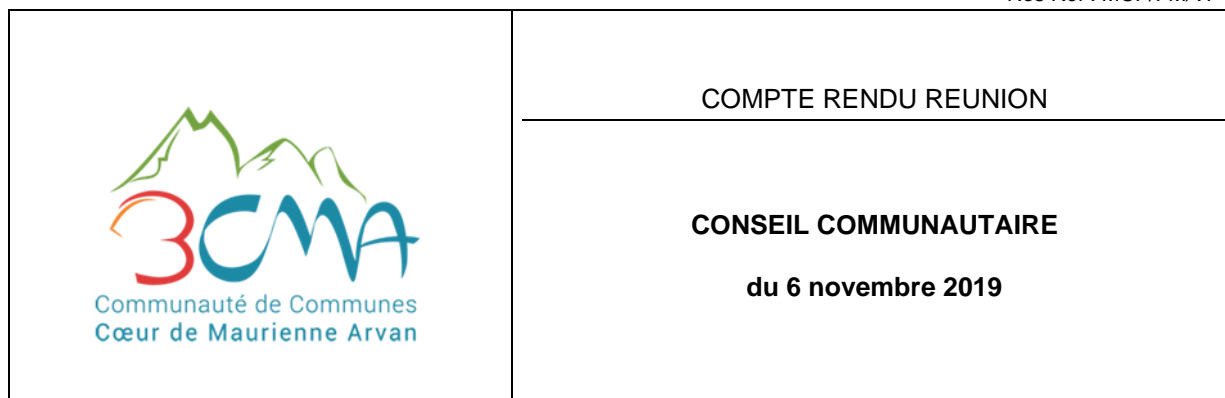 COMPTE RENDU REUNION
3CMA
Communauté de Communes
Cœur de Maurienne Arvan
CONSEIL COMMUNAUTAIRE
du 6 novembre 2019